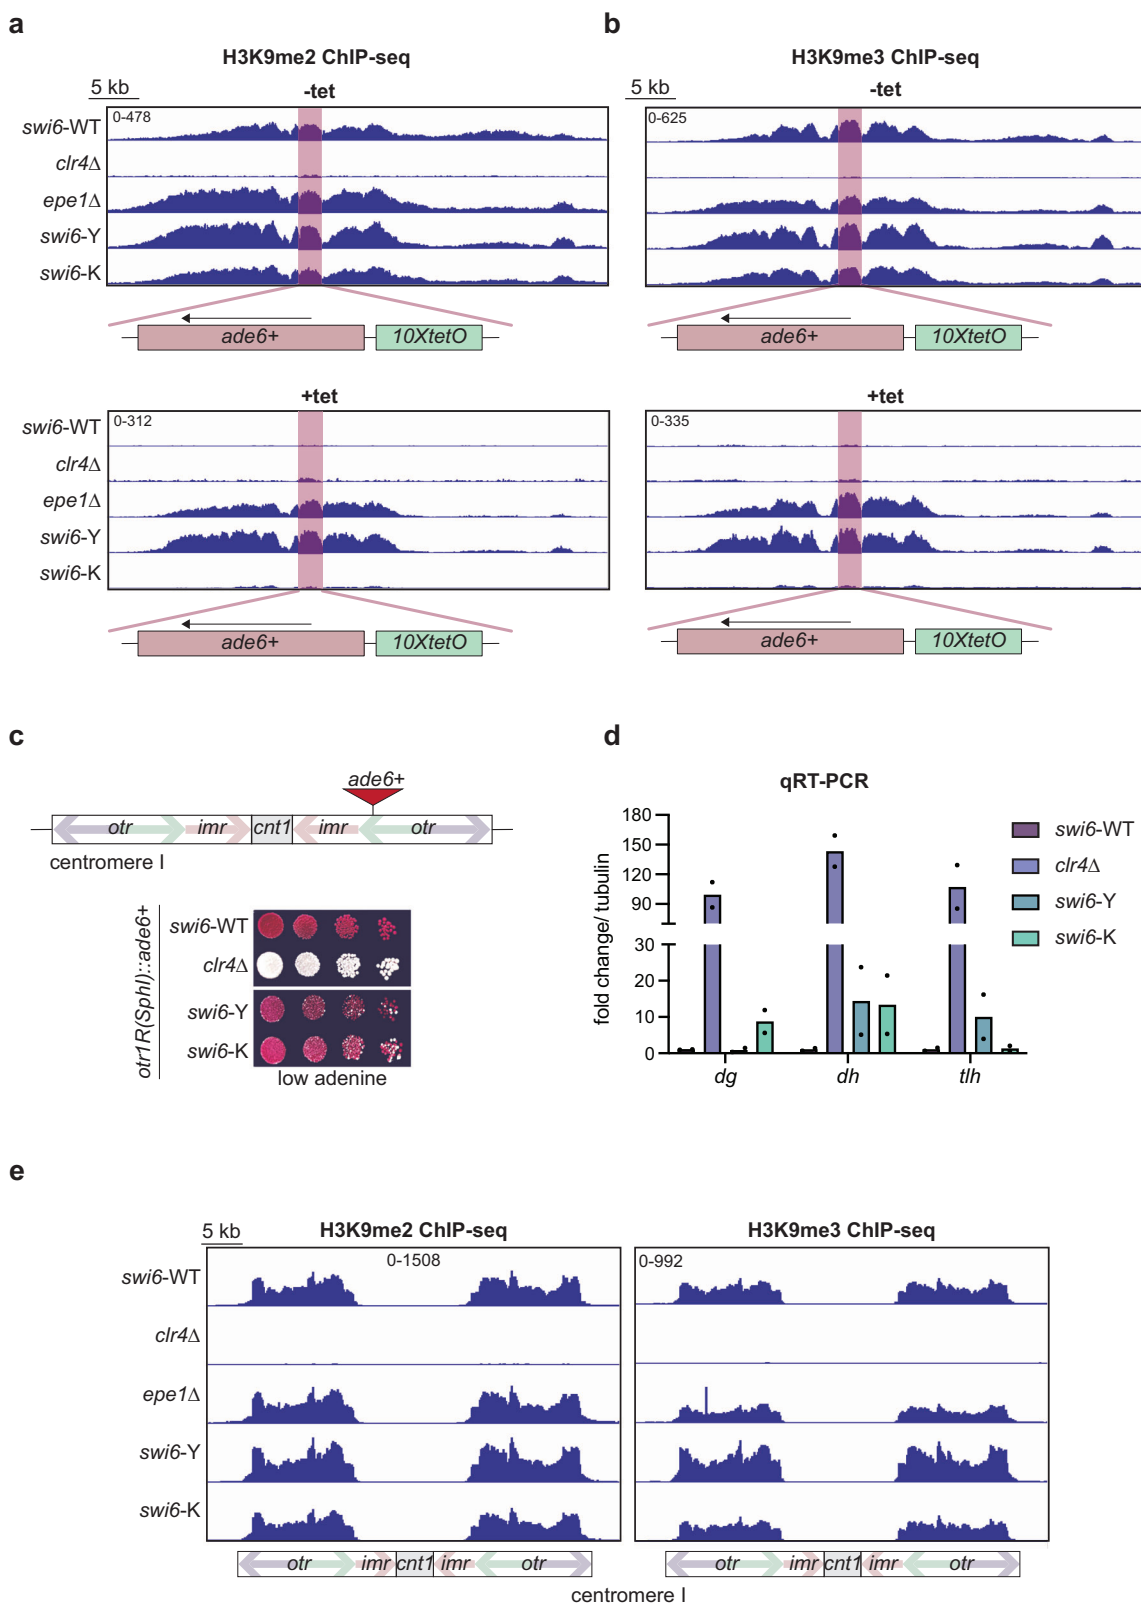 a
H3K9me2 ChIP-seq
5 kb
-tet
0-478
swi6-WT
clr4Δ
epe1Δ
swi6-Y
swi6-K
ade6+
10XtetO
+tet
0-312
swi6-WT
clr4Δ
epe1Δ
swi6-Y
swi6-K
ade6+
10XtetO
b
H3K9me3 ChIP-seq
5 kb
-tet
0-625
ade6+
10XtetO
+tet
0-335
ade6+
10XtetO
c
ade6+
otr
imr
cnt1
imr
otr
centromere I
otr1R(SphI)::ade6+
swi6-WT
clr4Δ
swi6-Y
swi6-K
low adenine
d
qRT-PCR
fold change/ tubulin
180
150
120
90
30
20
10
0
dg
dh
tlh
swi6-WT
clr4Δ
swi6-Y
swi6-K
e
5 kb
H3K9me2 ChIP-seq
H3K9me3 ChIP-seq
0-1508
0-992
swi6-WT
clr4Δ
epe1Δ
swi6-Y
swi6-K
otr
imr
cnt1
imr
otr
otr
imr
cnt1
imr
otr
centromere I